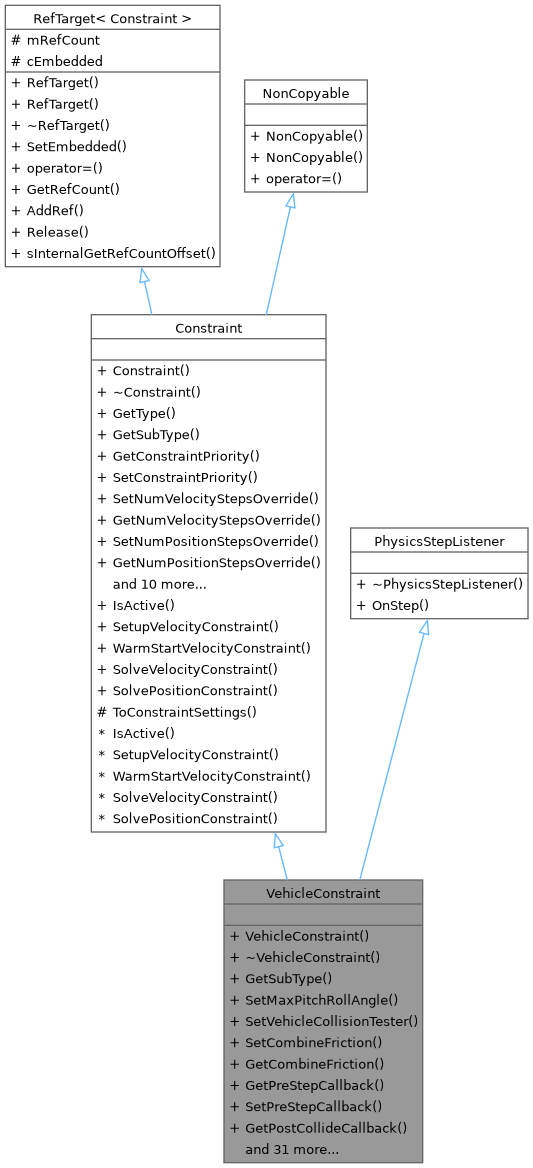 RefTarget< Constraint >
# mRefCount
# cEmbedded
+ RefTarget()
+ RefTarget()
+ ~RefTarget()
+ SetEmbedded()
+ operator=()
+ GetRefCount()
+ AddRef()
+ Release()
+ sInternalGetRefCountOffset()
NonCopyable
+ NonCopyable()
+ NonCopyable()
+ operator=()
Constraint
+ Constraint()
+ ~Constraint()
+ GetType()
+ GetSubType()
+ GetConstraintPriority()
+ SetConstraintPriority()
+ SetNumVelocityStepsOverride()
+ GetNumVelocityStepsOverride()
+ SetNumPositionStepsOverride()
+ GetNumPositionStepsOverride()
and 10 more...
+ IsActive()
+ SetupVelocityConstraint()
+ WarmStartVelocityConstraint()
+ SolveVelocityConstraint()
+ SolvePositionConstraint()
# ToConstraintSettings()
* IsActive()
* SetupVelocityConstraint()
* WarmStartVelocityConstraint()
* SolveVelocityConstraint()
* SolvePositionConstraint()
PhysicsStepListener
+ ~PhysicsStepListener()
+ OnStep()
VehicleConstraint
+ VehicleConstraint()
+ ~VehicleConstraint()
+ GetSubType()
+ SetMaxPitchRollAngle()
+ SetVehicleCollisionTester()
+ SetCombineFriction()
+ GetCombineFriction()
+ GetPreStepCallback()
+ SetPreStepCallback()
+ GetPostCollideCallback()
and 31 more...